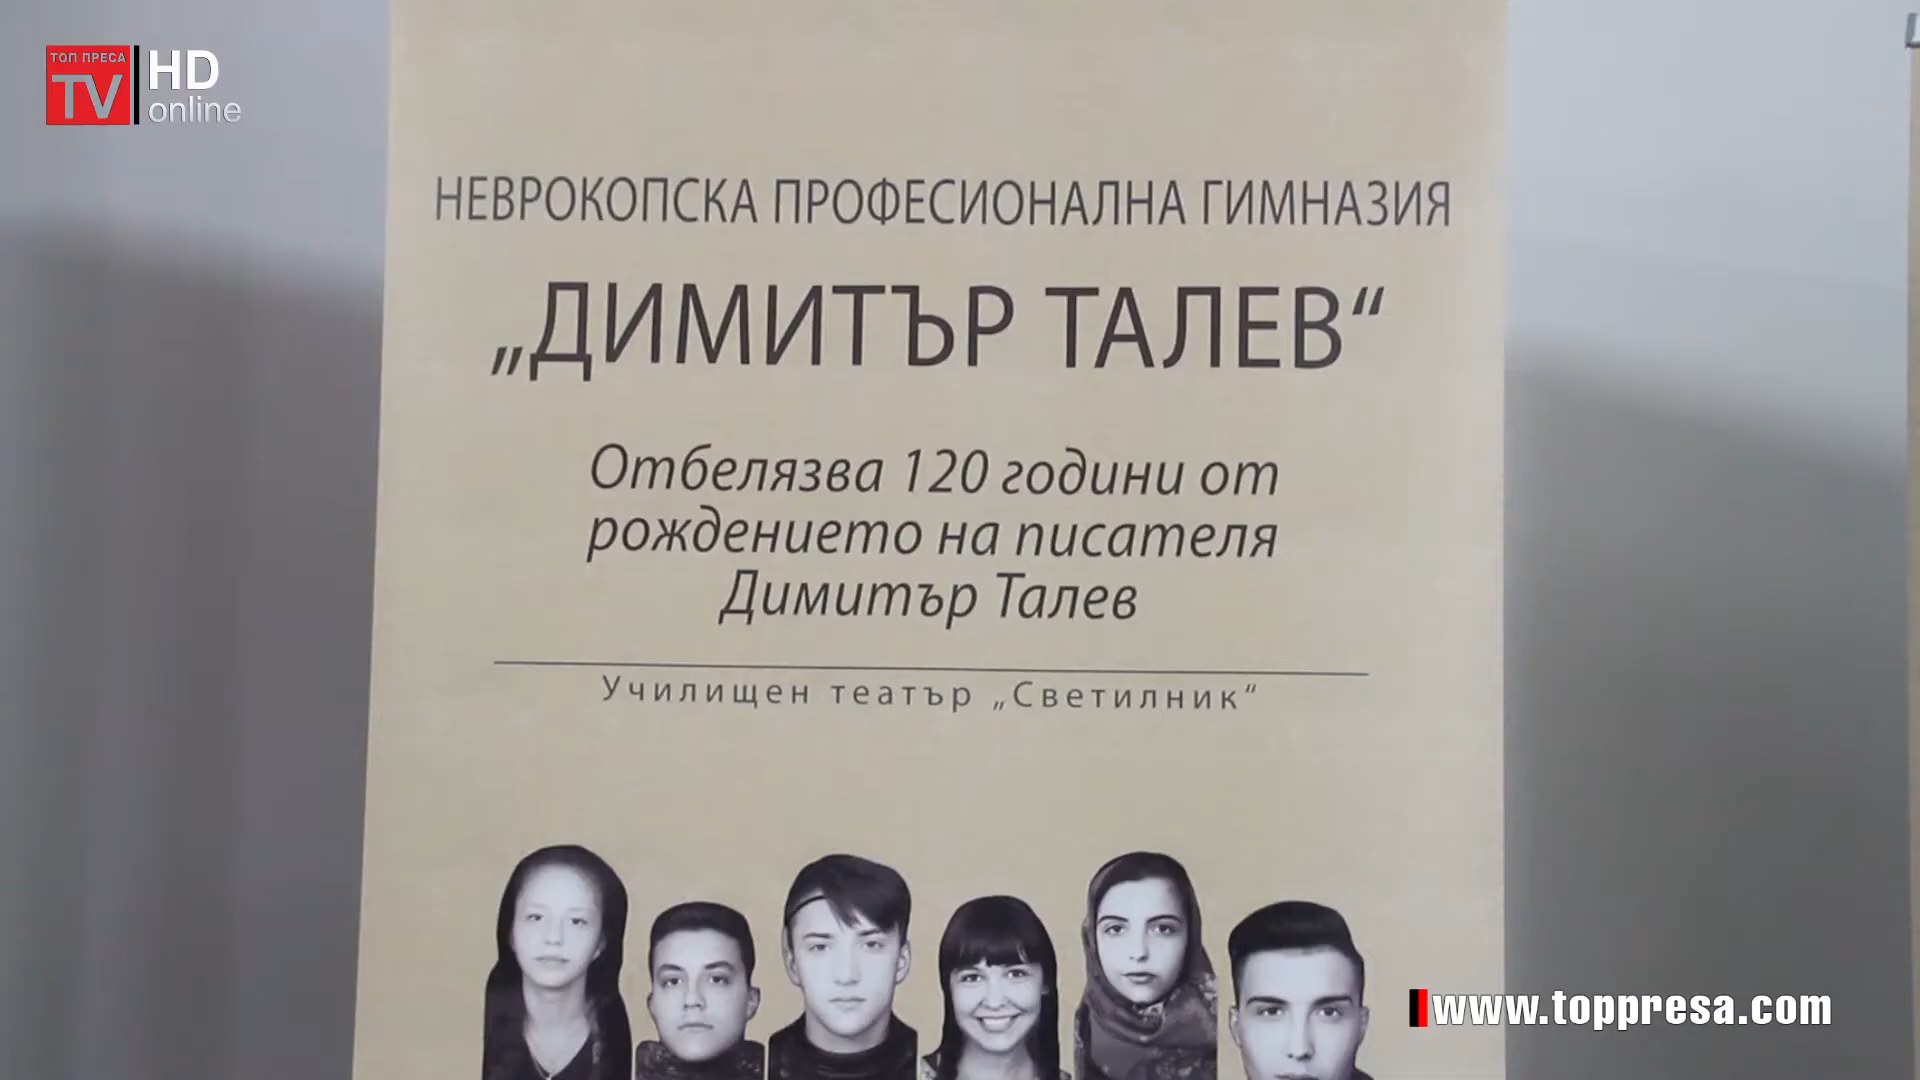 ТОП ПРЕСА
TV
HD
online
НЕВРОКОПСКА ПРОФЕСИОНАЛНА ГИМНАЗИЯ
„ДИМИТЪР ТАЛЕВ“
Отбелязва 120 години от
рождението на писателя
Димитър Талев
Училищен театър „Светилник“
www.toppresa.com